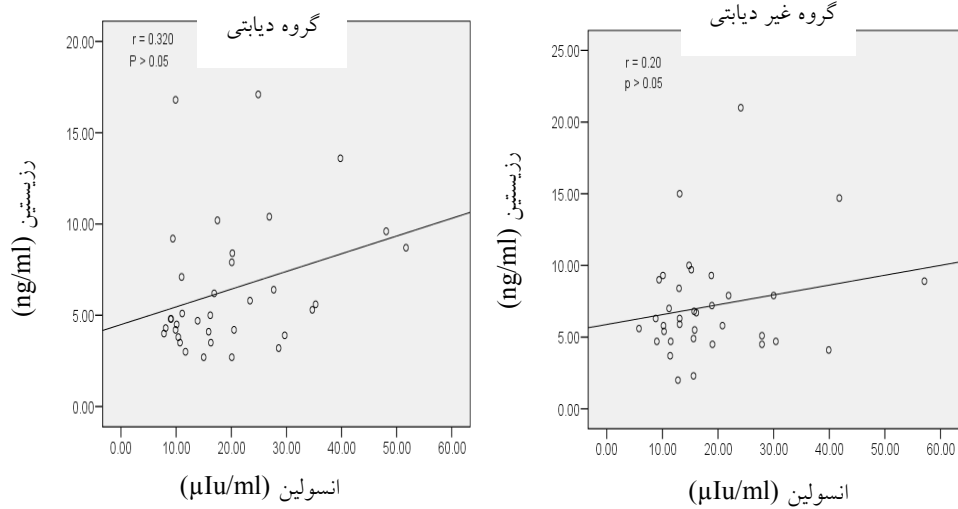 گروه دیابتی
r = 0.320
P > 0.05
20.00
15.00
10.00
5.00
0.00
0.00 10.00 20.00 30.00 40.00 50.00 60.00
رزیستین (ng/ml)
انسولین (µIu/ml)
گروه غیر دیابتی
r = 0.20
p > 0.05
25.00
20.00
15.00
10.00
5.00
0.00
0.00 10.00 20.00 30.00 40.00 50.00 60.00
رزیستین (ng/ml)
انسولین (µIu/ml)